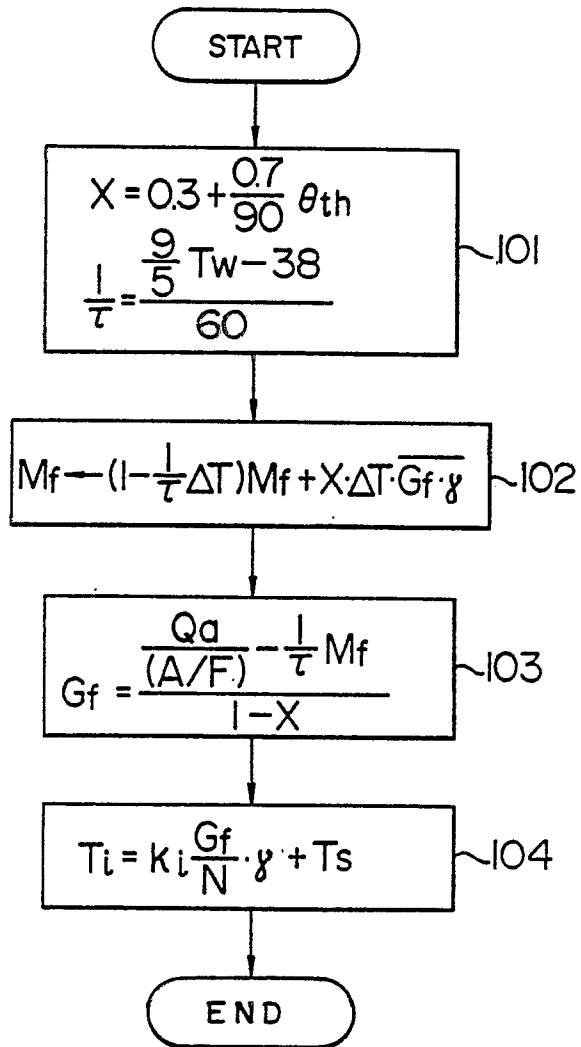 START
X = 0.3 + 0.7/90 θth
1/τ = (9/5 Tw − 38)/60
101
Mf ← (1 − 1/τ ΔT)Mf + X·ΔT·\overline{Gf·γ}
102
Gf = (Qa/(A/F) − 1/τ Mf)/(1 − X)
103
Ti = Ki Gf/N · γ + Ts
104
END